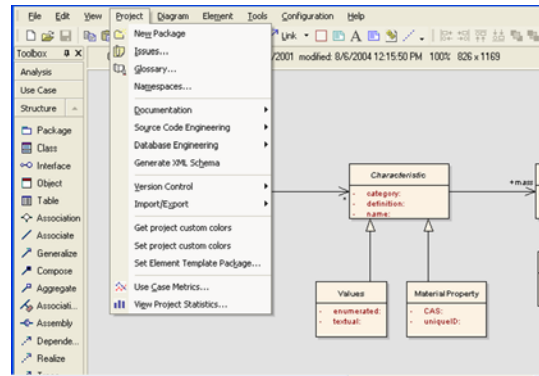 File Edit View Project Diagram Element Tools Configuration Help
Toolbox
Link
A
/2001 modified: 8/6/2004 12:15:50 PM 100% 826 x 1169
Analysis
Use Case
Structure
Package
Class
Interface
Object
Table
Association
Associate
Generalize
Compose
Aggregate
Associati...
Assembly
Depende...
Realize
New Package
Issues...
Glossary...
Namespaces...
Documentation
Source Code Engineering
Database Engineering
Generate XML Schema
Version Control
Import/Export
Get project custom colors
Set project custom colors
Set Element Template Package...
Use Case Metrics...
View Project Statistics...
Characteristic
- category:
- definition:
- name:
*
+mass
Values
- enumerated:
- textual:
MaterialProperty
- CAS:
- uniqueID: